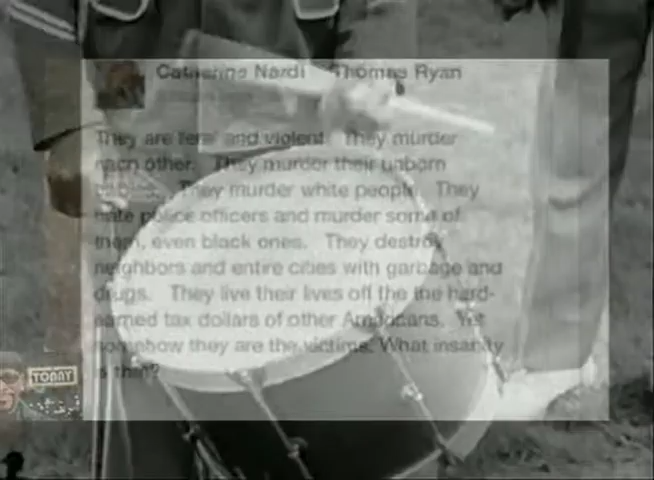 Catherine Nardi Thomas Ryan
They are feral and violent. They murder
each other. They murder their unborn
They murder white people. They
hate police officers and murder some of
them, even black ones. They destroy
neighbors and entire cities with garbage and
drugs. They live their lives off the the hard-
earned tax dollars of other Americans. Yet
somehow they are the victims. What insanity
is this?
TODAY